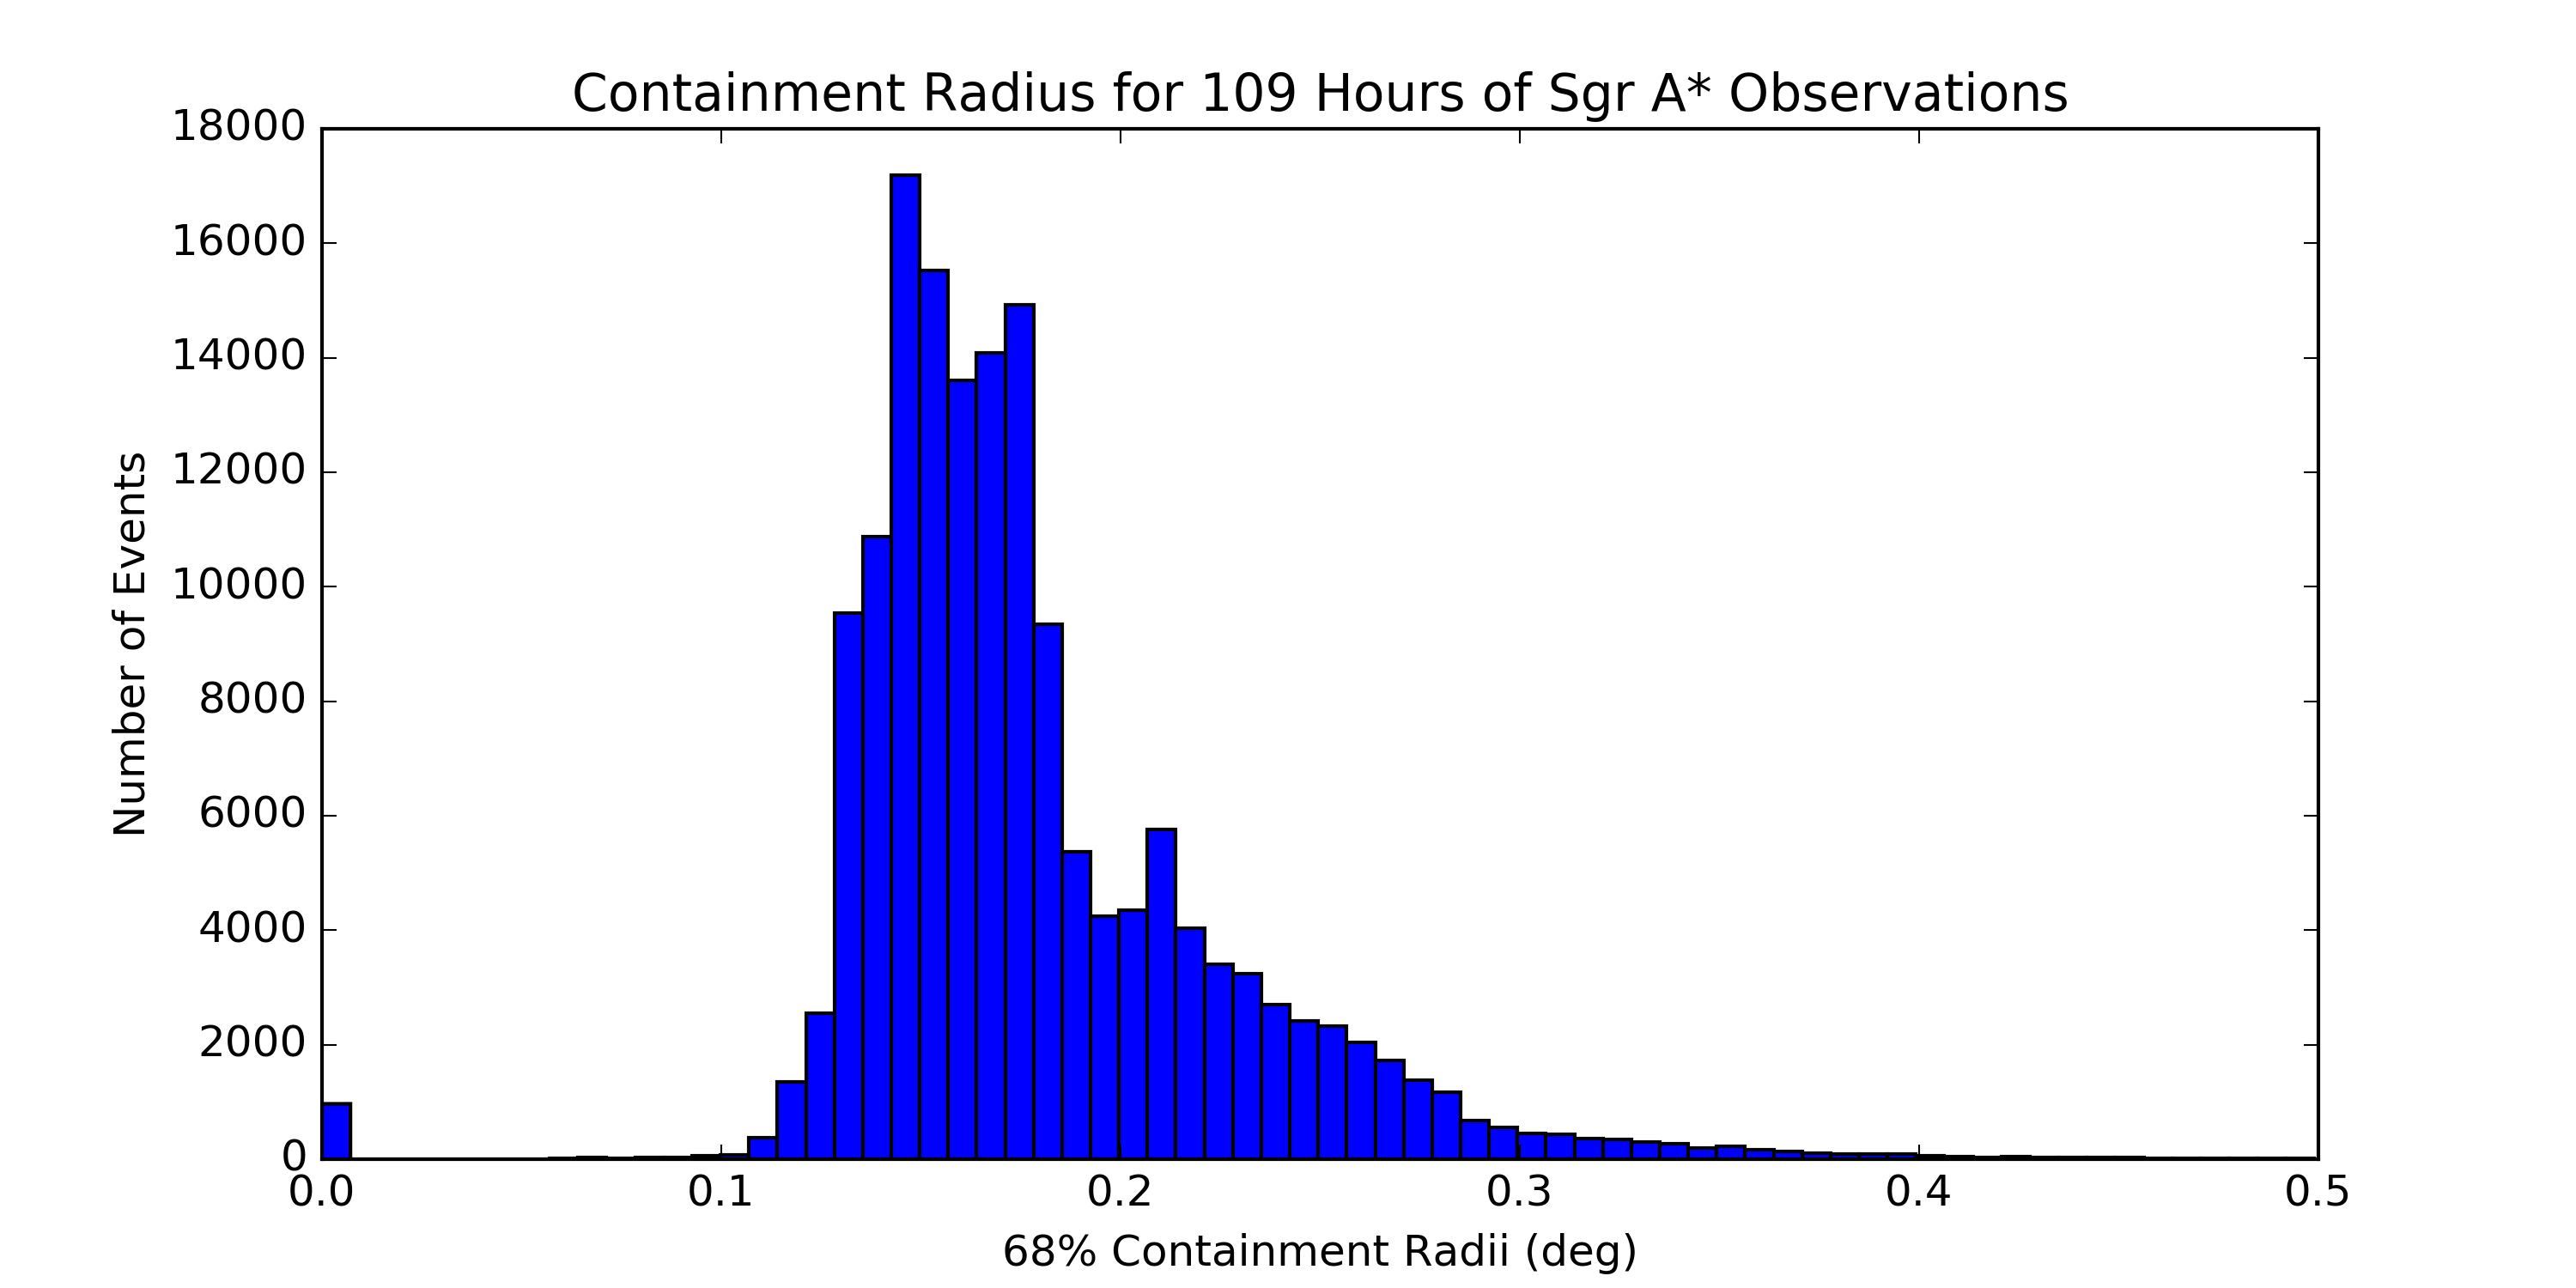 Containment Radius for 109 Hours of Sgr A* Observations
18000
16000
14000
12000
10000
8000
6000
4000
2000
0
Number of Events
0.0 0.1 0.2 0.3 0.4 0.5
68% Containment Radii (deg)